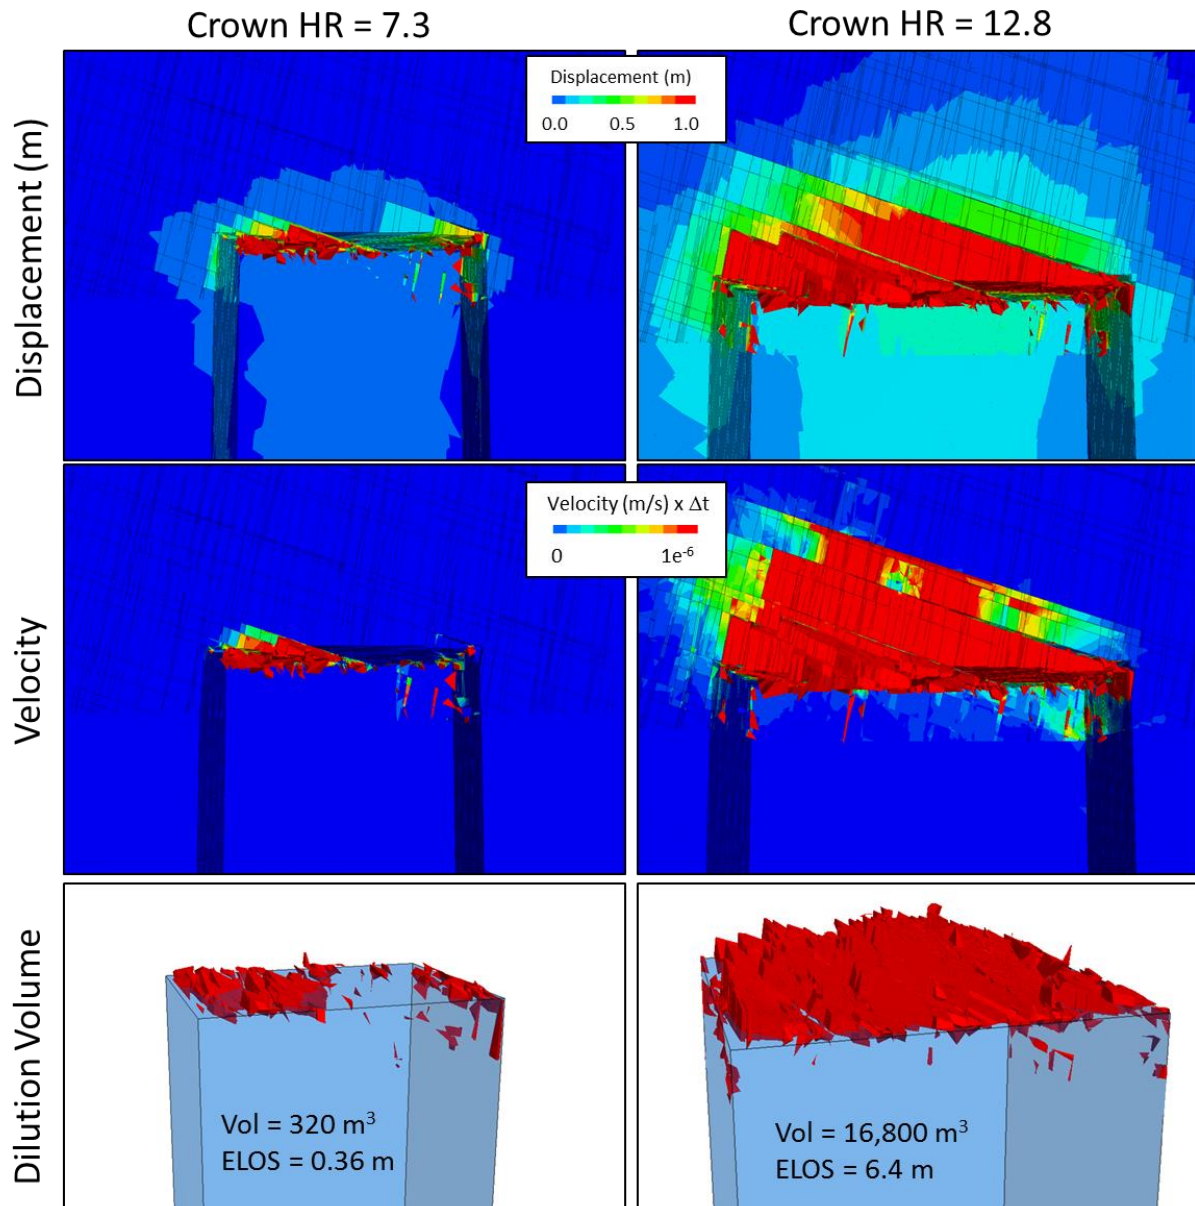 Crown HR = 7.3
Crown HR = 12.8
Displacement (m)
Displacement (m)
0.0 0.5 1.0
Velocity
Velocity (m/s) x Δt
0 1e⁻⁶
Dilution Volume
Vol = 320 m³
ELOS = 0.36 m
Vol = 16,800 m³
ELOS = 6.4 m